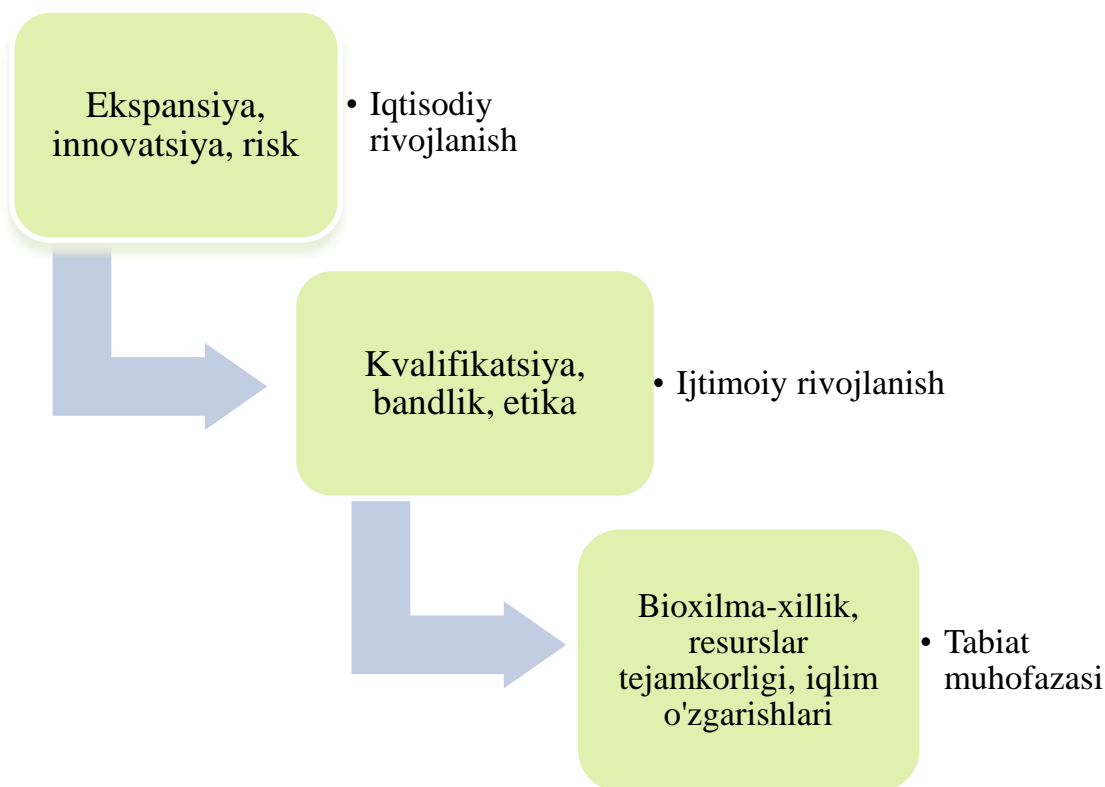 Ekspansiya,
innovatsiya, risk
• Iqtisodiy
rivojlanish
Kvalifikatsiya,
bandlik, etika
• Ijtimoiy rivojlanish
Bioxilma-xillik,
resurslar
tejamkorligi, iqlim
o'zgarishlari
• Tabiat
muhofazasi